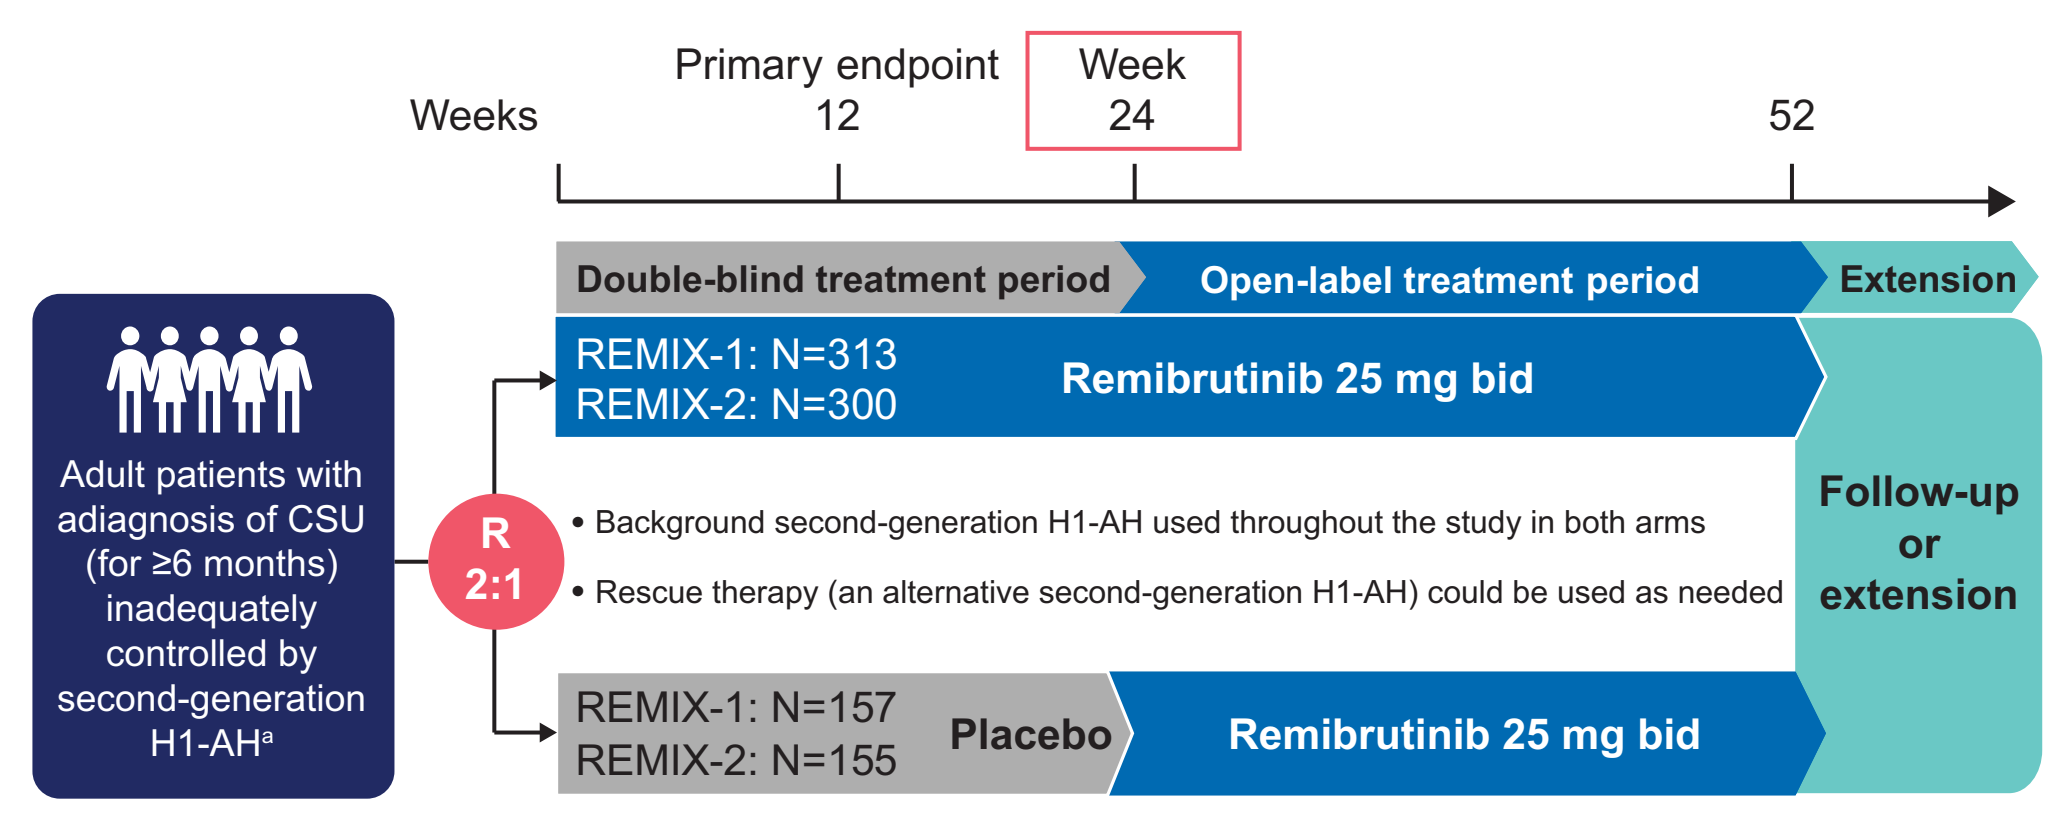 Primary endpoint
Week
Weeks
12
24
52
Double-blind treatment period
Open-label treatment period
Extension
Adult patients with
adiagnosis of CSU
(for ≥6 months)
inadequately
controlled by
second-generation
H1-AHᵃ
R
2:1
REMIX-1: N=313
REMIX-2: N=300
Remibrutinib 25 mg bid
• Background second-generation H1-AH used throughout the study in both arms
• Rescue therapy (an alternative second-generation H1-AH) could be used as needed
REMIX-1: N=157
REMIX-2: N=155
Placebo
Remibrutinib 25 mg bid
Follow-up
or
extension